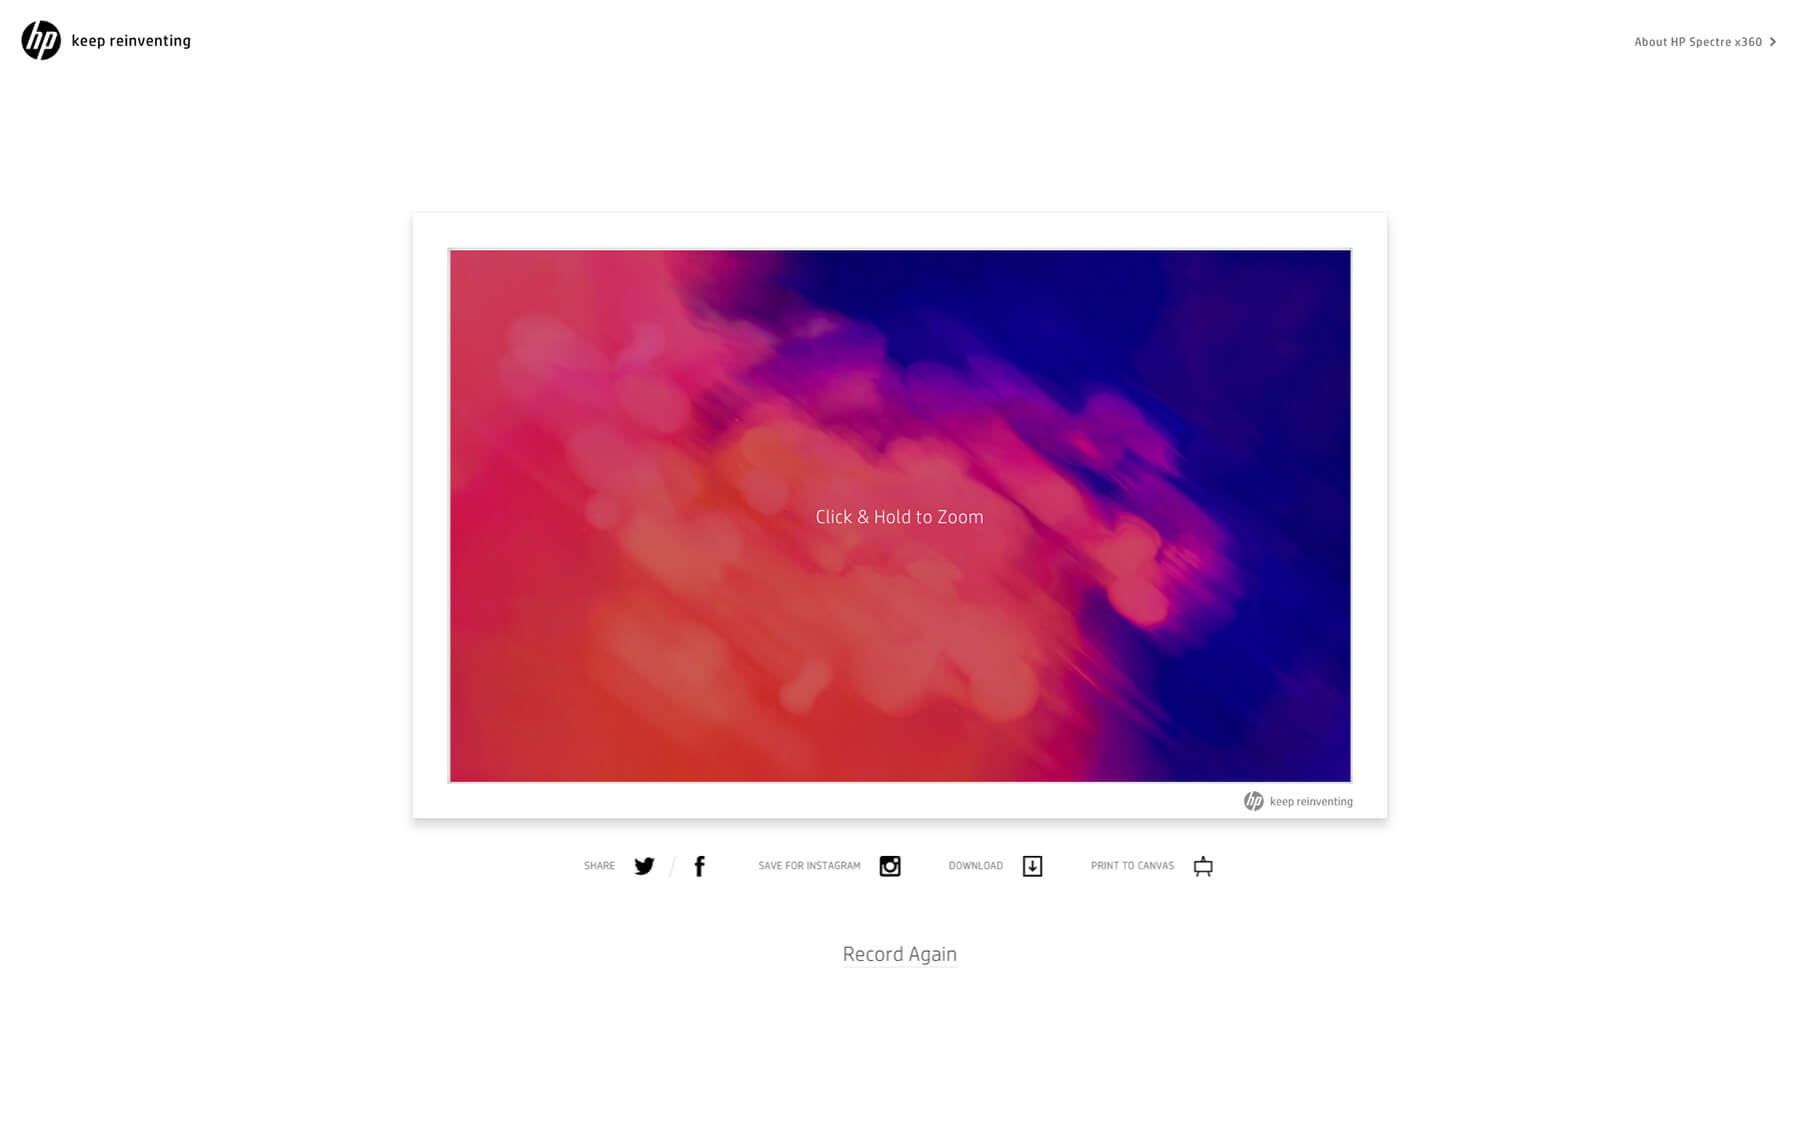 hp keep reinventing
About HP Spectre x360
Click & Hold to Zoom
hp keep reinventing
SHARE
SAVE FOR INSTAGRAM
DOWNLOAD
PRINT TO CANVAS
Record Again